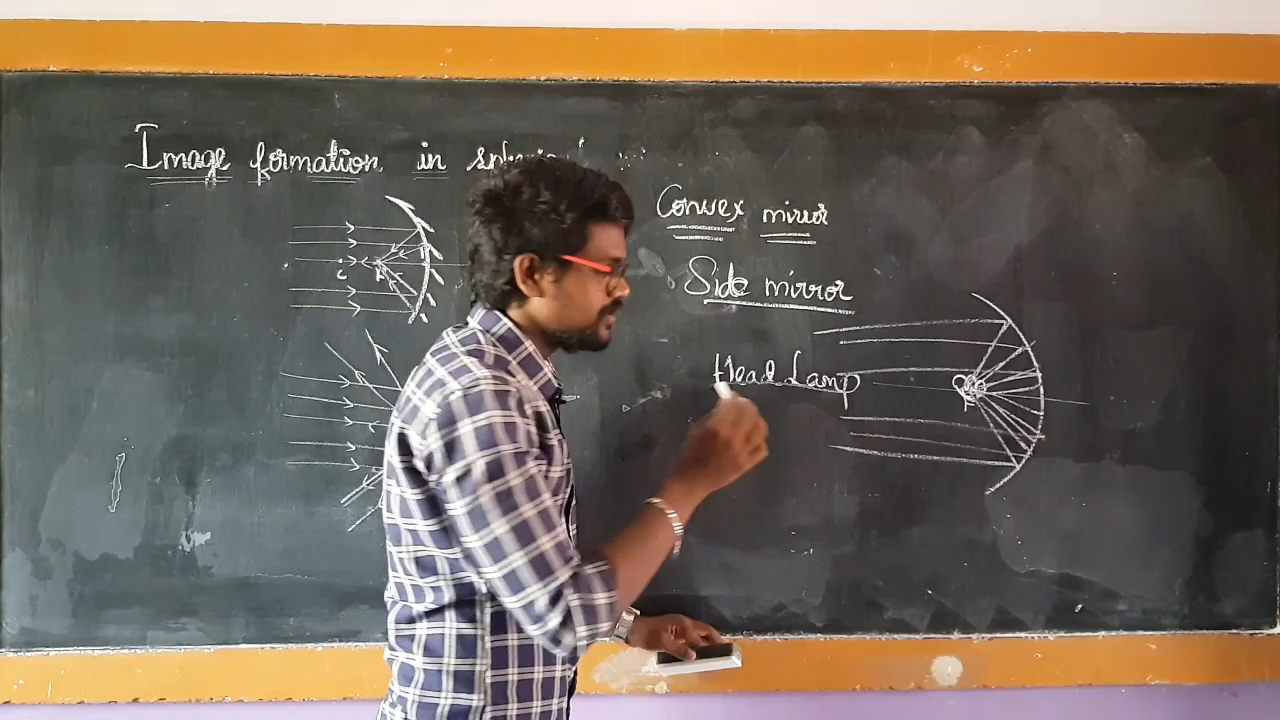 Image formation in
Convex mirror
Side mirror
Head Lamp
C
F